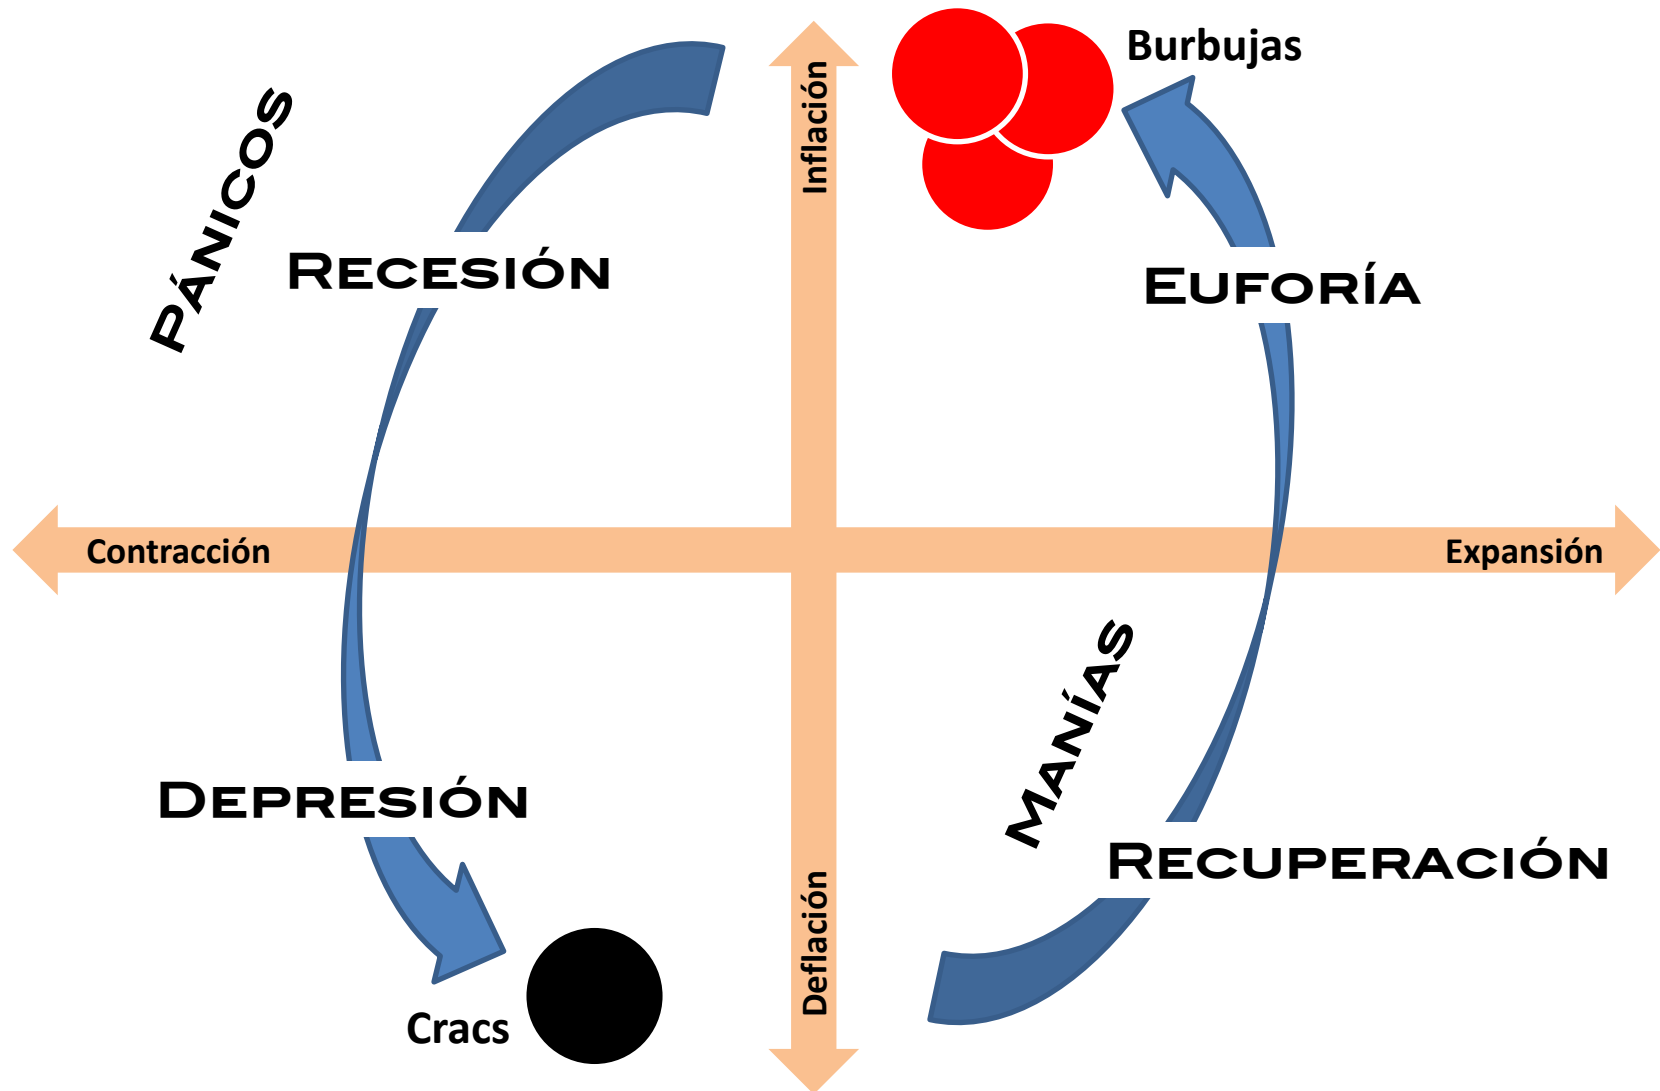 Burbujas
Inflación
PÁNICOS
RECESIÓN
EUFORÍA
Contracción
Expansión
MANÍAS
DEPRESIÓN
RECUPERACIÓN
Deflación
Cracs